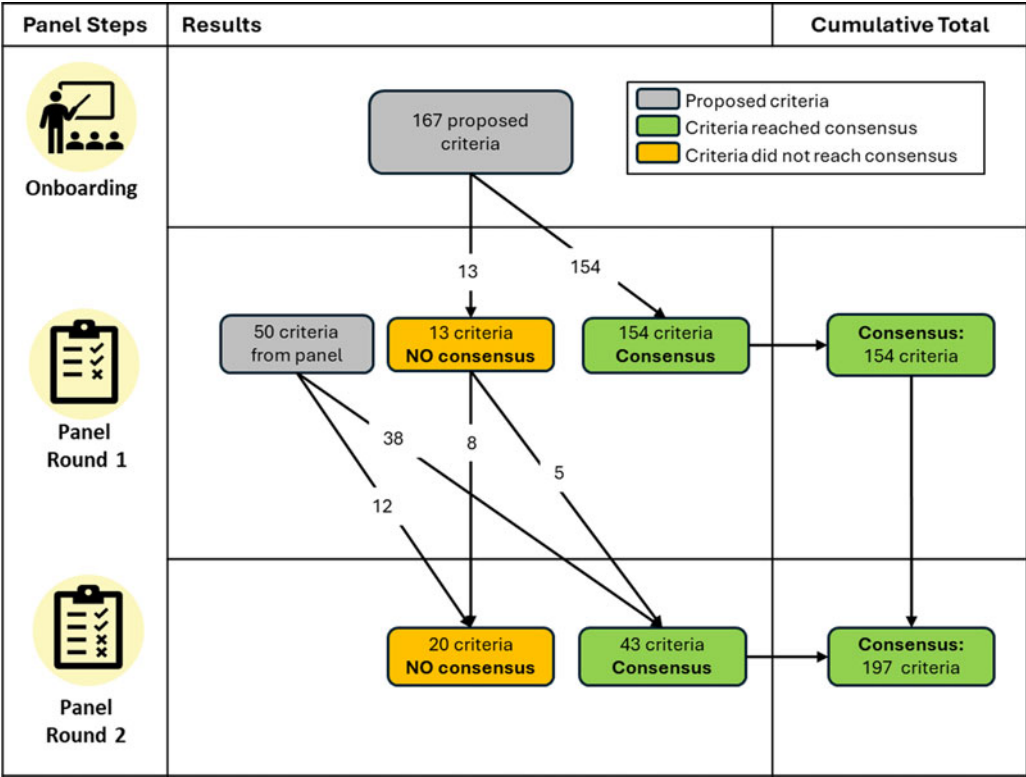 Panel Steps
Results
Cumulative Total
Onboarding
167 proposed
criteria
Proposed criteria
Criteria reached consensus
Criteria did not reach consensus
13
154
Panel
Round 1
50 criteria
from panel
13 criteria
NO consensus
154 criteria
Consensus
Consensus:
154 criteria
38
8
5
12
Panel
Round 2
20 criteria
NO consensus
43 criteria
Consensus
Consensus:
197 criteria